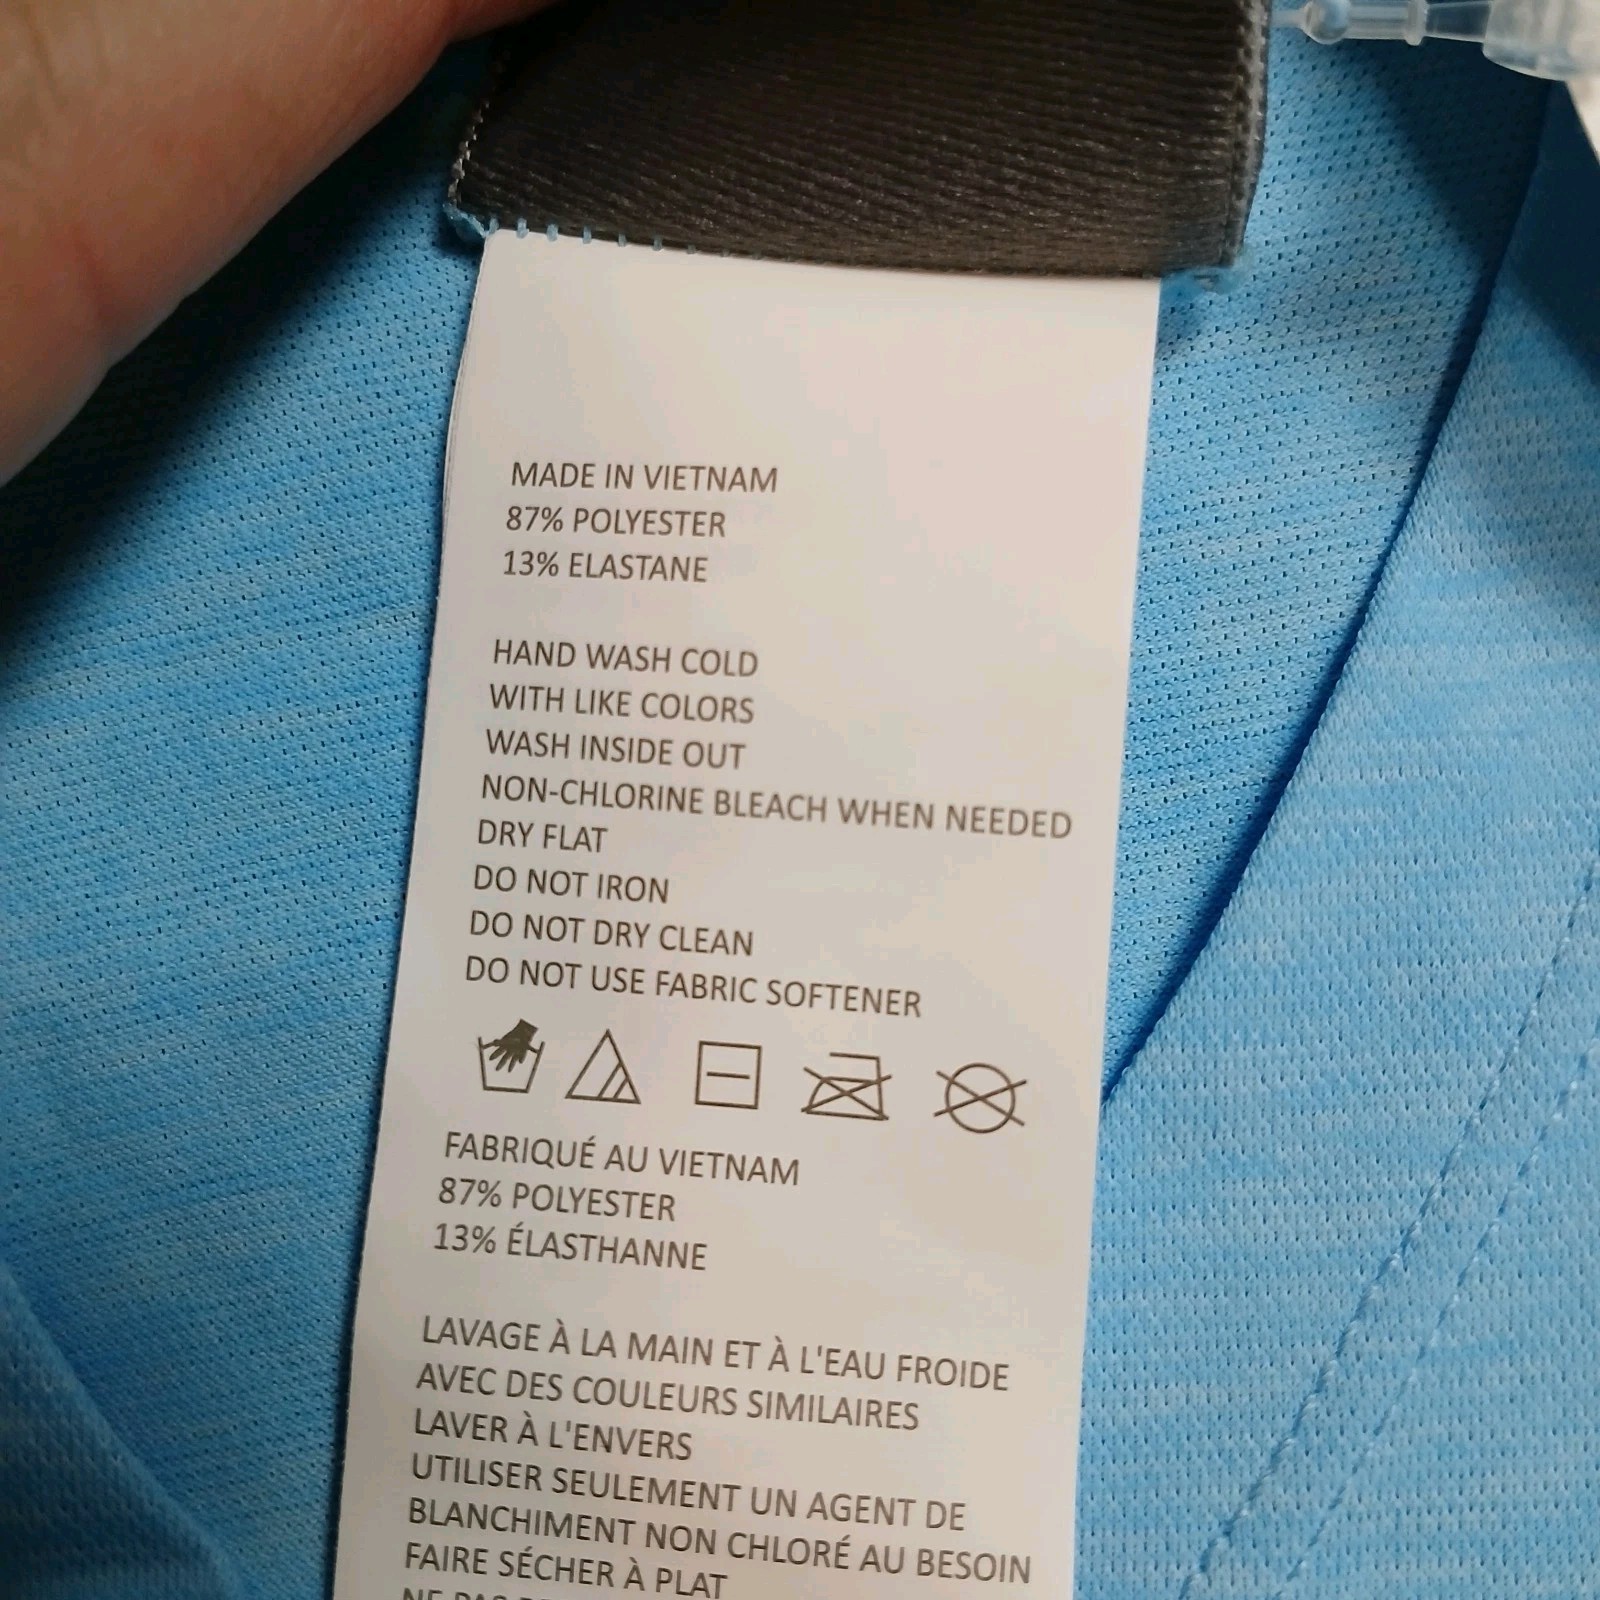 MADE IN VIETNAM
87% POLYESTER
13% ELASTANE
HAND WASH COLD
WITH LIKE COLORS
WASH INSIDE OUT
NON-CHLORINE BLEACH WHEN NEEDED
DRY FLAT
DO NOT IRON
DO NOT DRY CLEAN
DO NOT USE FABRIC SOFTENER
FABRIQUÉ AU VIETNAM
87% POLYESTER
13% ÉLASTHANNE
LAVAGE À LA MAIN ET À L'EAU FROIDE
AVEC DES COULEURS SIMILAIRES
LAVER À L'ENVERS
UTILISER SEULEMENT UN AGENT DE
BLANCHIMENT NON CHLORÉ AU BESOIN
FAIRE SÉCHER À PLAT
NE PAS